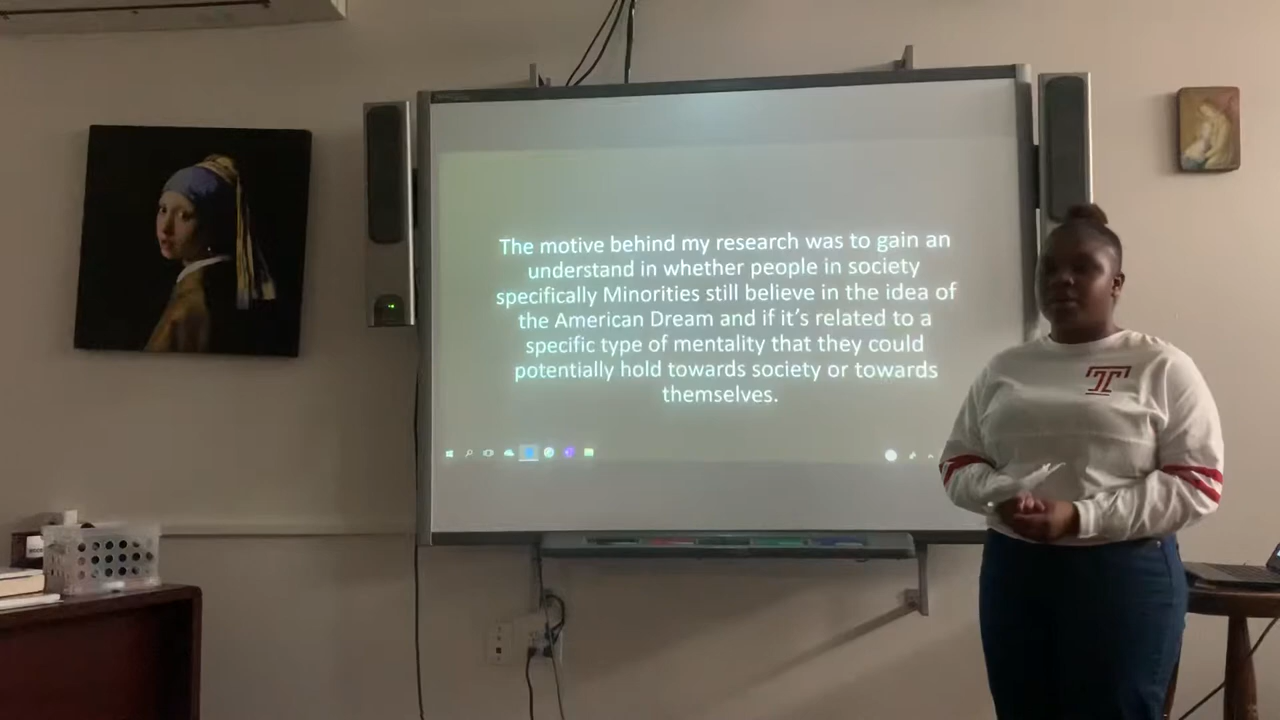 The motive behind my research was to gain an
understand in whether people in society
specifically Minorities still believe in the idea of
the American Dream and if it's related to a
specific type of mentality that they could
potentially hold towards society or towards
themselves.
T